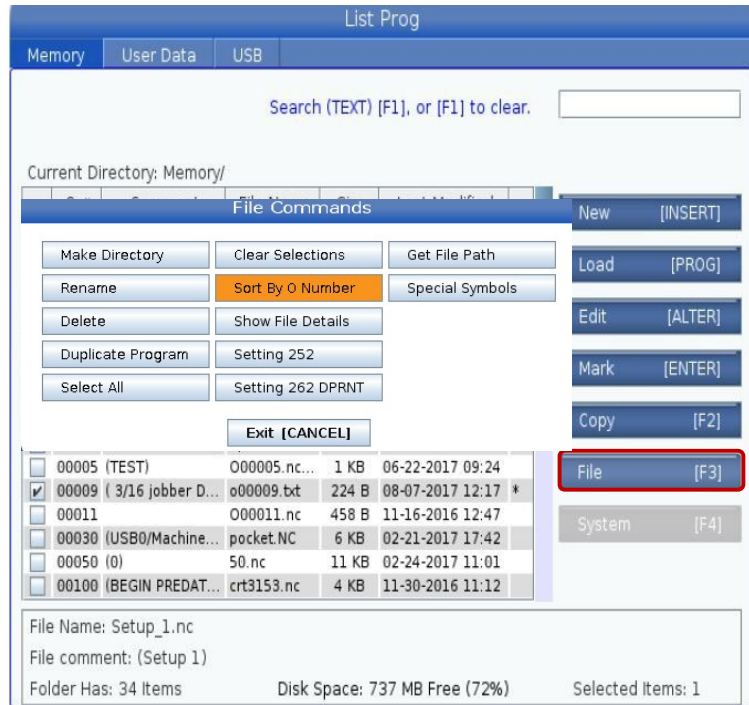 List Prog
Memory User Data USB
Search (TEXT) [F1], or [F1] to clear.
Current Directory: Memory/
File Commands
New [INSERT]
Make Directory Clear Selections Get File Path
Load [PROG]
Rename Sort By O Number Special Symbols
Delete Show File Details
Edit [ALTER]
Duplicate Program Setting 252
Mark [ENTER]
Select All Setting 262 DPRNT
Copy [F2]
Exit [CANCEL]
00005 (TEST) O00005.nc... 1 KB 06-22-2017 09:24
File [F3]
00009 ( 3/16 jobber D... o00009.txt 224 B 08-07-2017 12:17 *
00011 O00011.nc 458 B 11-16-2016 12:47
System [F4]
00030 (USB0/Machine... pocket.NC 6 KB 02-21-2017 17:42
00050 (0) 50.nc 11 KB 02-24-2017 11:01
00100 (BEGIN PREDAT... crt3153.nc 4 KB 11-30-2016 11:12
File Name: Setup_1.nc
File comment: (Setup 1)
Folder Has: 34 Items Disk Space: 737 MB Free (72%) Selected Items: 1